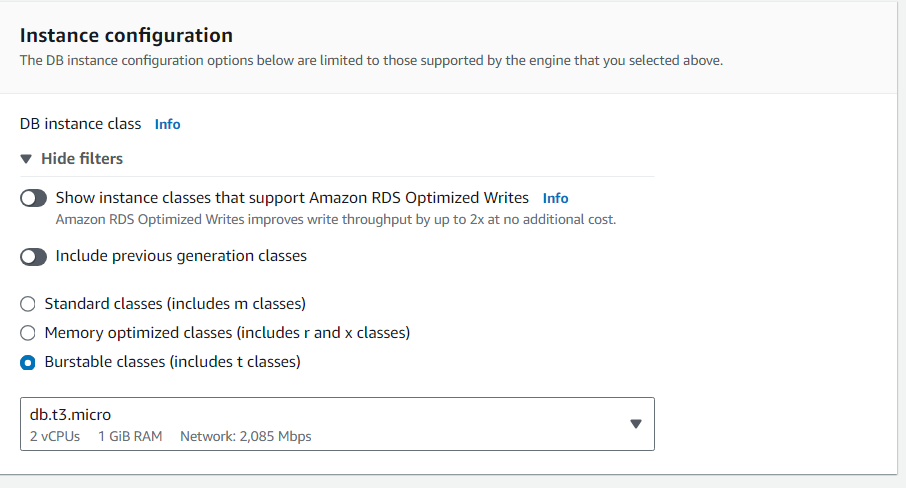 Instance configuration
The DB instance configuration options below are limited to those supported by the engine that you selected above.
DB instance class Info
Hide filters
Show instance classes that support Amazon RDS Optimized Writes Info
Amazon RDS Optimized Writes improves write throughput by up to 2x at no additional cost.
Include previous generation classes
Standard classes (includes m classes)
Memory optimized classes (includes r and x classes)
Burstable classes (includes t classes)
db.t3.micro
2 vCPUs 1 GiB RAM Network: 2,085 Mbps